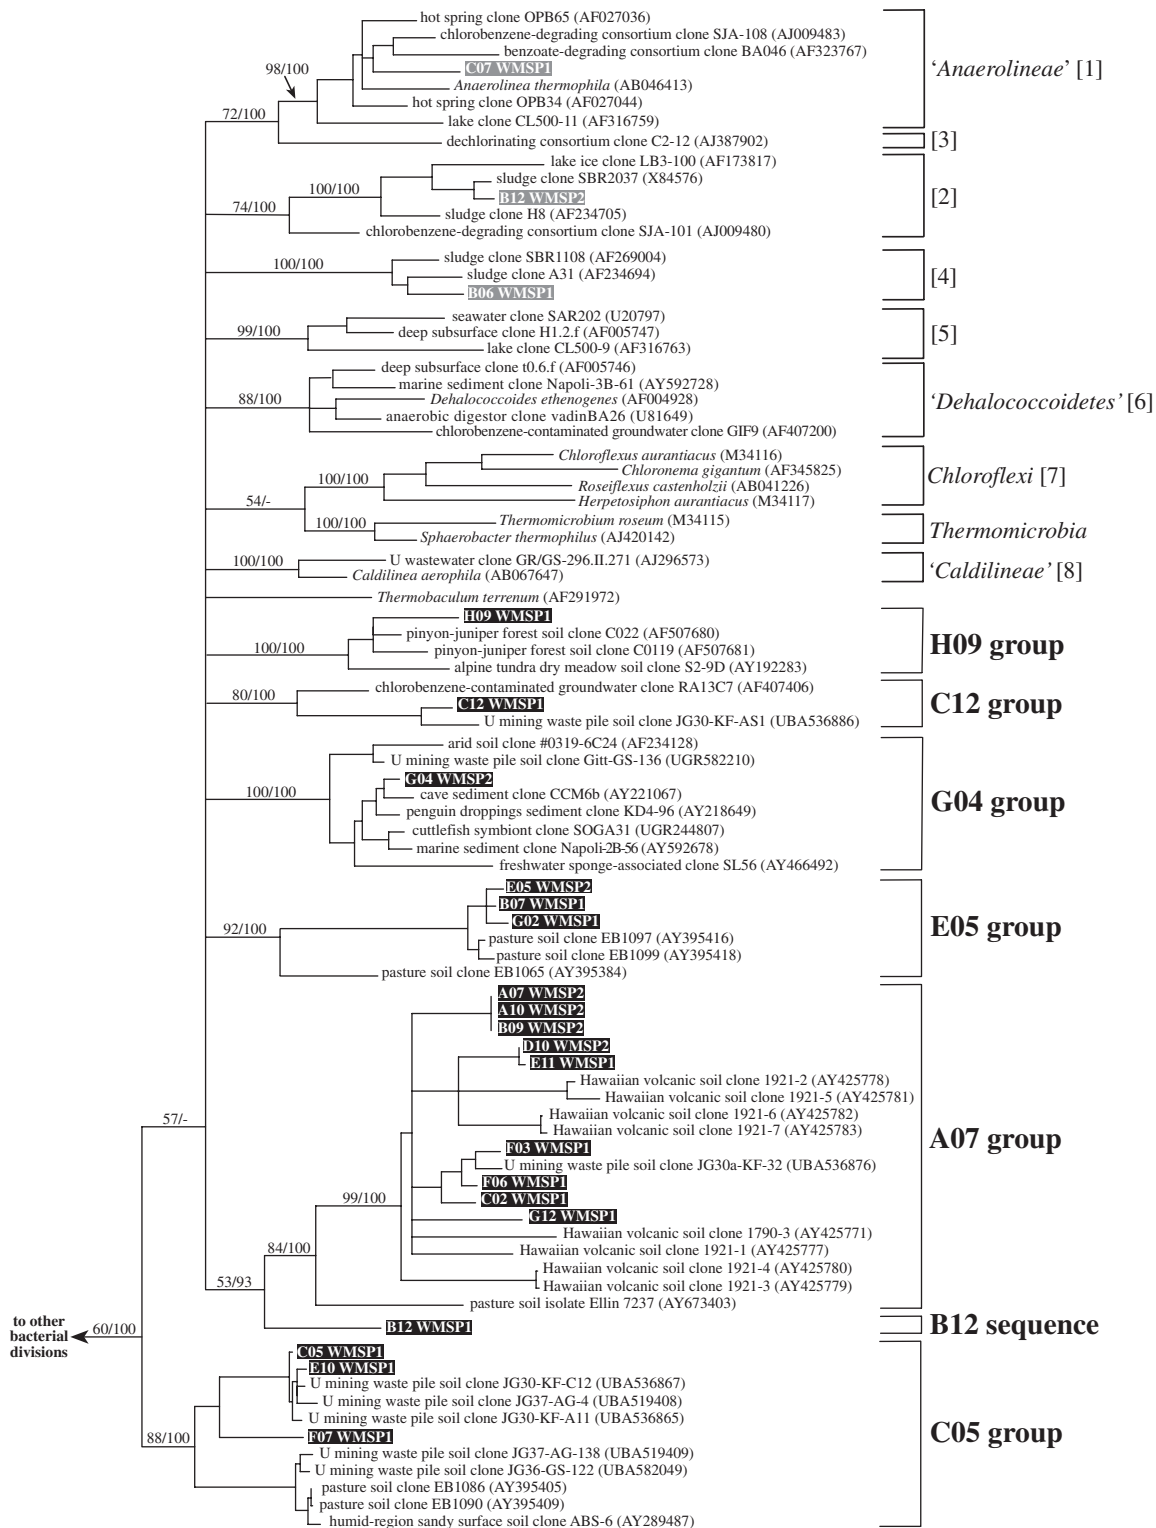 hot spring clone OPB65 (AF027036)
chlorobenzene-degrading consortium clone SJA-108 (AJ009483)
benzoate-degrading consortium clone BA046 (AF323767)
C07 WMSP1
Anaerolinea thermophila (AB046413)
hot spring clone OPB34 (AF027044)
lake clone CL500-11 (AF316759)
98/100
72/100
'Anaerolineae' [1]
dechlorinating consortium clone C2-12 (AJ387902)
[3]
lake ice clone LB3-100 (AF173817)
sludge clone SBR2037 (X84576)
B12 WMSP2
sludge clone H8 (AF234705)
chlorobenzene-degrading consortium clone SJA-101 (AJ009480)
100/100
74/100
[2]
sludge clone SBR1108 (AF269004)
sludge clone A31 (AF234694)
B06 WMSP1
100/100
[4]
seawater clone SAR202 (U20797)
deep subsurface clone H1.2.f (AF005747)
lake clone CL500-9 (AF316763)
99/100
[5]
deep subsurface clone t0.6.f (AF005746)
marine sediment clone Napoli-3B-61 (AY592728)
Dehalococcoides ethenogenes (AF004928)
anaerobic digestor clone vadinBA26 (U81649)
chlorobenzene-contaminated groundwater clone GIF9 (AF407200)
88/100
'Dehalococcoidetes' [6]
Chloroflexus aurantiacus (M34116)
Chloronema gigantum (AF345825)
Roseiflexus castenholzii (AB041226)
Herpetosiphon aurantiacus (M34117)
100/100
Chloroflexi [7]
54/-
Thermomicrobium roseum (M34115)
Sphaerobacter thermophilus (AJ420142)
100/100
Thermomicrobia
U wastewater clone GR/GS-296.II.271 (AJ296573)
Caldilinea aerophila (AB067647)
100/100
'Caldilineae' [8]
Thermobaculum terrenum (AF291972)
H09 WMSP1
pinyon-juniper forest soil clone C022 (AF507680)
pinyon-juniper forest soil clone C0119 (AF507681)
alpine tundra dry meadow soil clone S2-9D (AY192283)
100/100
H09 group
chlorobenzene-contaminated groundwater clone RA13C7 (AF407406)
C12 WMSP1
U mining waste pile soil clone JG30-KF-AS1 (UBA536886)
80/100
C12 group
arid soil clone #0319-6C24 (AF234128)
U mining waste pile soil clone Gitt-GS-136 (UGR582210)
G04 WMSP2
cave sediment clone CCM6b (AY221067)
penguin droppings sediment clone KD4-96 (AY218649)
cuttlefish symbiont clone SOGA31 (UGR244807)
marine sediment clone Napoli-2B-56 (AY592678)
freshwater sponge-associated clone SL56 (AY466492)
100/100
G04 group
E05 WMSP2
B07 WMSP1
G02 WMSP1
pasture soil clone EB1097 (AY395416)
pasture soil clone EB1099 (AY395418)
pasture soil clone EB1065 (AY395384)
92/100
E05 group
A07 WMSP2
A10 WMSP2
B09 WMSP2
D10 WMSP2
E11 WMSP1
Hawaiian volcanic soil clone 1921-2 (AY425778)
Hawaiian volcanic soil clone 1921-5 (AY425781)
Hawaiian volcanic soil clone 1921-6 (AY425782)
Hawaiian volcanic soil clone 1921-7 (AY425783)
57/-
A07 group
F03 WMSP1
U mining waste pile soil clone JG30a-KF-32 (UBA536876)
F06 WMSP1
C02 WMSP1
99/100
G12 WMSP1
Hawaiian volcanic soil clone 1790-3 (AY425771)
Hawaiian volcanic soil clone 1921-1 (AY425777)
84/100
Hawaiian volcanic soil clone 1921-4 (AY425780)
Hawaiian volcanic soil clone 1921-3 (AY425779)
53/93
pasture soil isolate Ellin 7237 (AY673403)
B12 WMSP1
B12 sequence
to other
bacterial
divisions
60/100
C05 WMSP1
E10 WMSP1
U mining waste pile soil clone JG30-KF-C12 (UBA536867)
U mining waste pile soil clone JG37-AG-4 (UBA519408)
U mining waste pile soil clone JG30-KF-A11 (UBA536865)
F07 WMSP1
88/100
C05 group
U mining waste pile soil clone JG37-AG-138 (UBA519409)
U mining waste pile soil clone JG36-GS-122 (UBA582049)
pasture soil clone EB1086 (AY395405)
pasture soil clone EB1090 (AY395409)
humid-region sandy surface soil clone ABS-6 (AY289487)